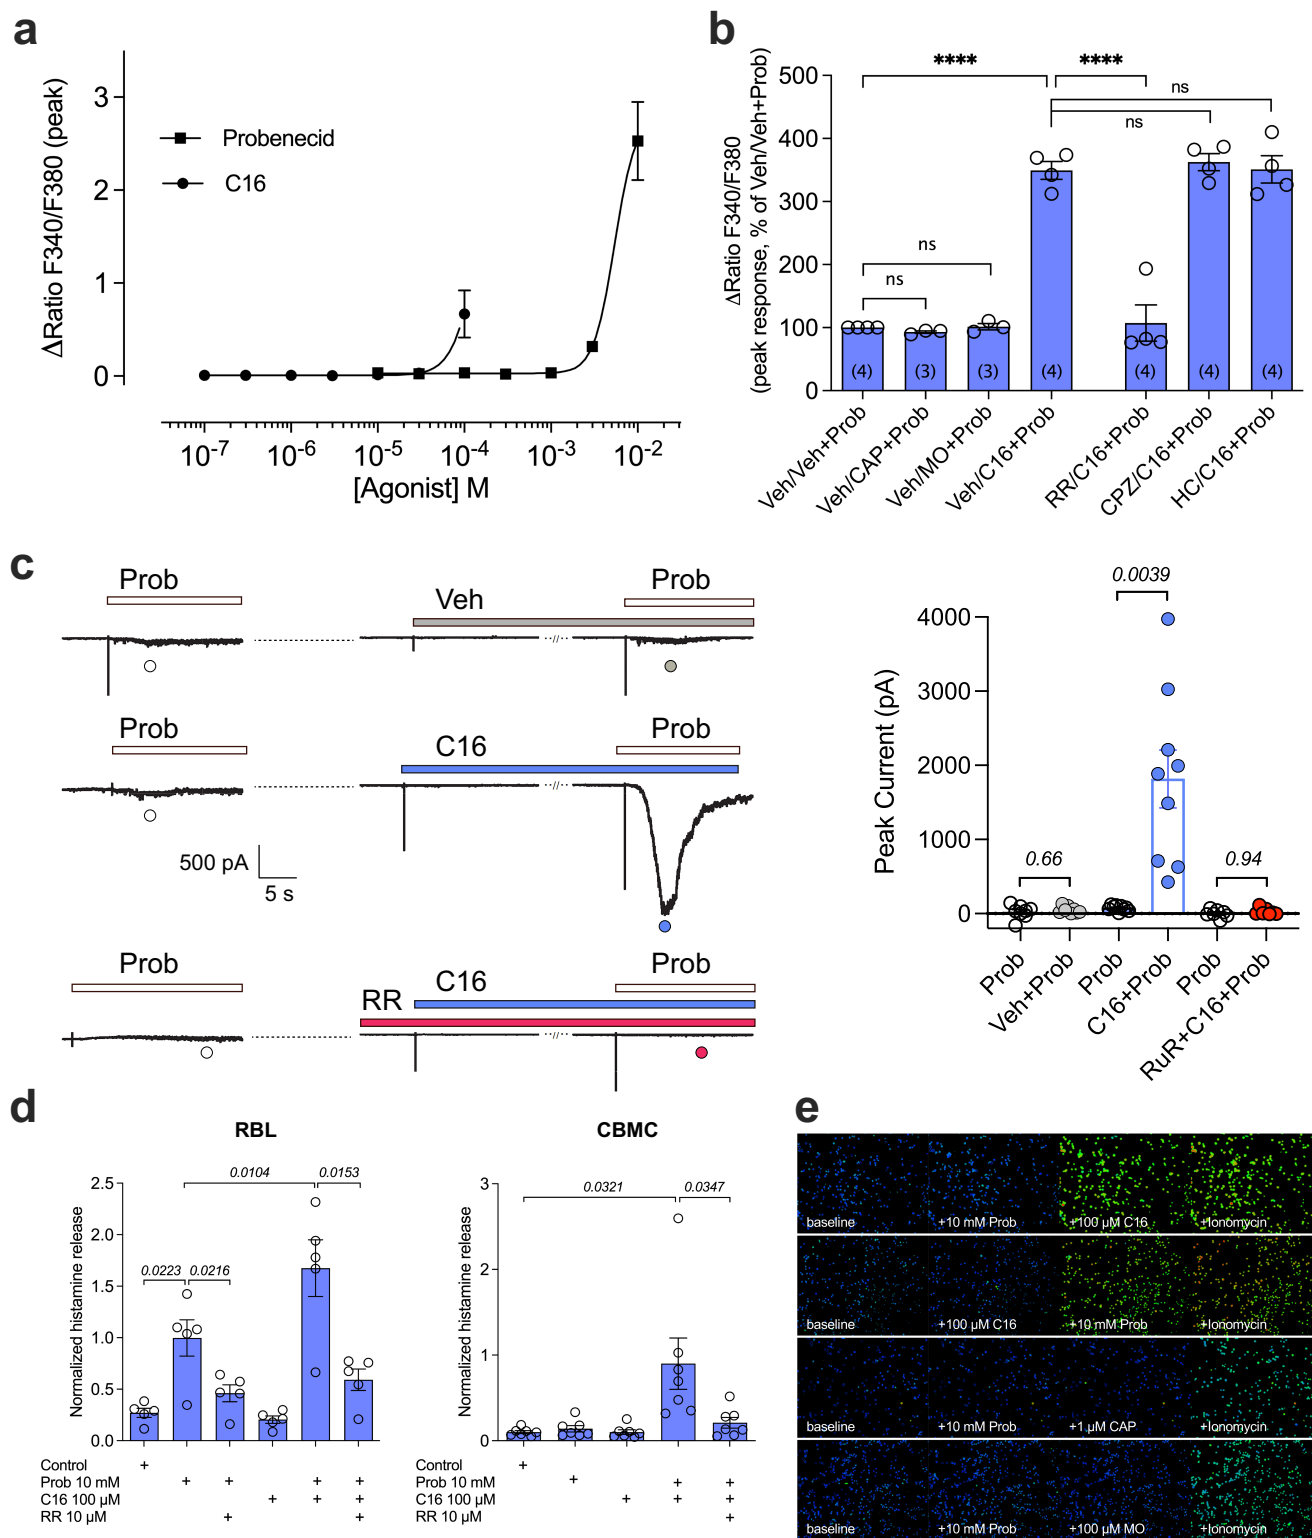 a
ΔRatio F340/F380 (peak)
3
2
1
0
Probenecid
C16
10-7
10-6
10-5
10-4
10-3
10-2
[Agonist] M
b
ΔRatio F340/F380
(peak response, % of Veh/Veh+Prob)
500
400
300
200
100
0
****
****
ns
ns
ns
ns
(4)
(3)
(3)
(4)
(4)
(4)
(4)
Veh/Veh+Prob
Veh/CAP+Prob
Veh/MO+Prob
Veh/C16+Prob
RR/C16+Prob
CPZ/C16+Prob
HC/C16+Prob
c
Prob
Veh
Prob
Prob
C16
Prob
500 pA
5 s
Prob
RR
C16
Prob
Peak Current (pA)
4000
3000
2000
1000
0
0.0039
0.66
0.94
Prob
Veh+Prob
Prob
C16+Prob
Prob
RuR+C16+Prob
d
RBL
Normalized histamine release
2.5
2.0
1.5
1.0
0.5
0.0
0.0104
0.0153
0.0223
0.0216
Control + 
Prob 10 mM + + + +
C16 100 µM + + +
RR 10 µM + +
CBMC
Normalized histamine release
3
2
1
0
0.0321
0.0347
Control +
Prob 10 mM + + +
C16 100 µM + + +
RR 10 µM +
e
baseline +10 mM Prob +100 µM C16 +Ionomycin
baseline +100 µM C16 +10 mM Prob +Ionomycin
baseline +10 mM Prob +1 µM CAP +Ionomycin
baseline +10 mM Prob +100 µM MO +Ionomycin